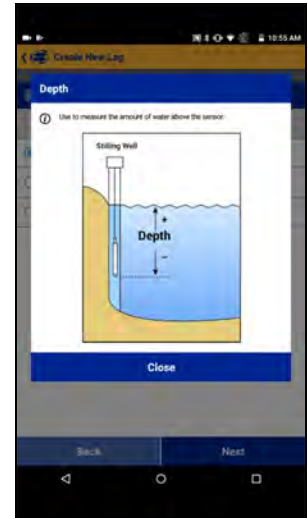 10:55 AM
Create New Log
Depth
Use to measure the amount of water above the sensor.
Stilling Well
+
Depth
–
Close
Back
Next